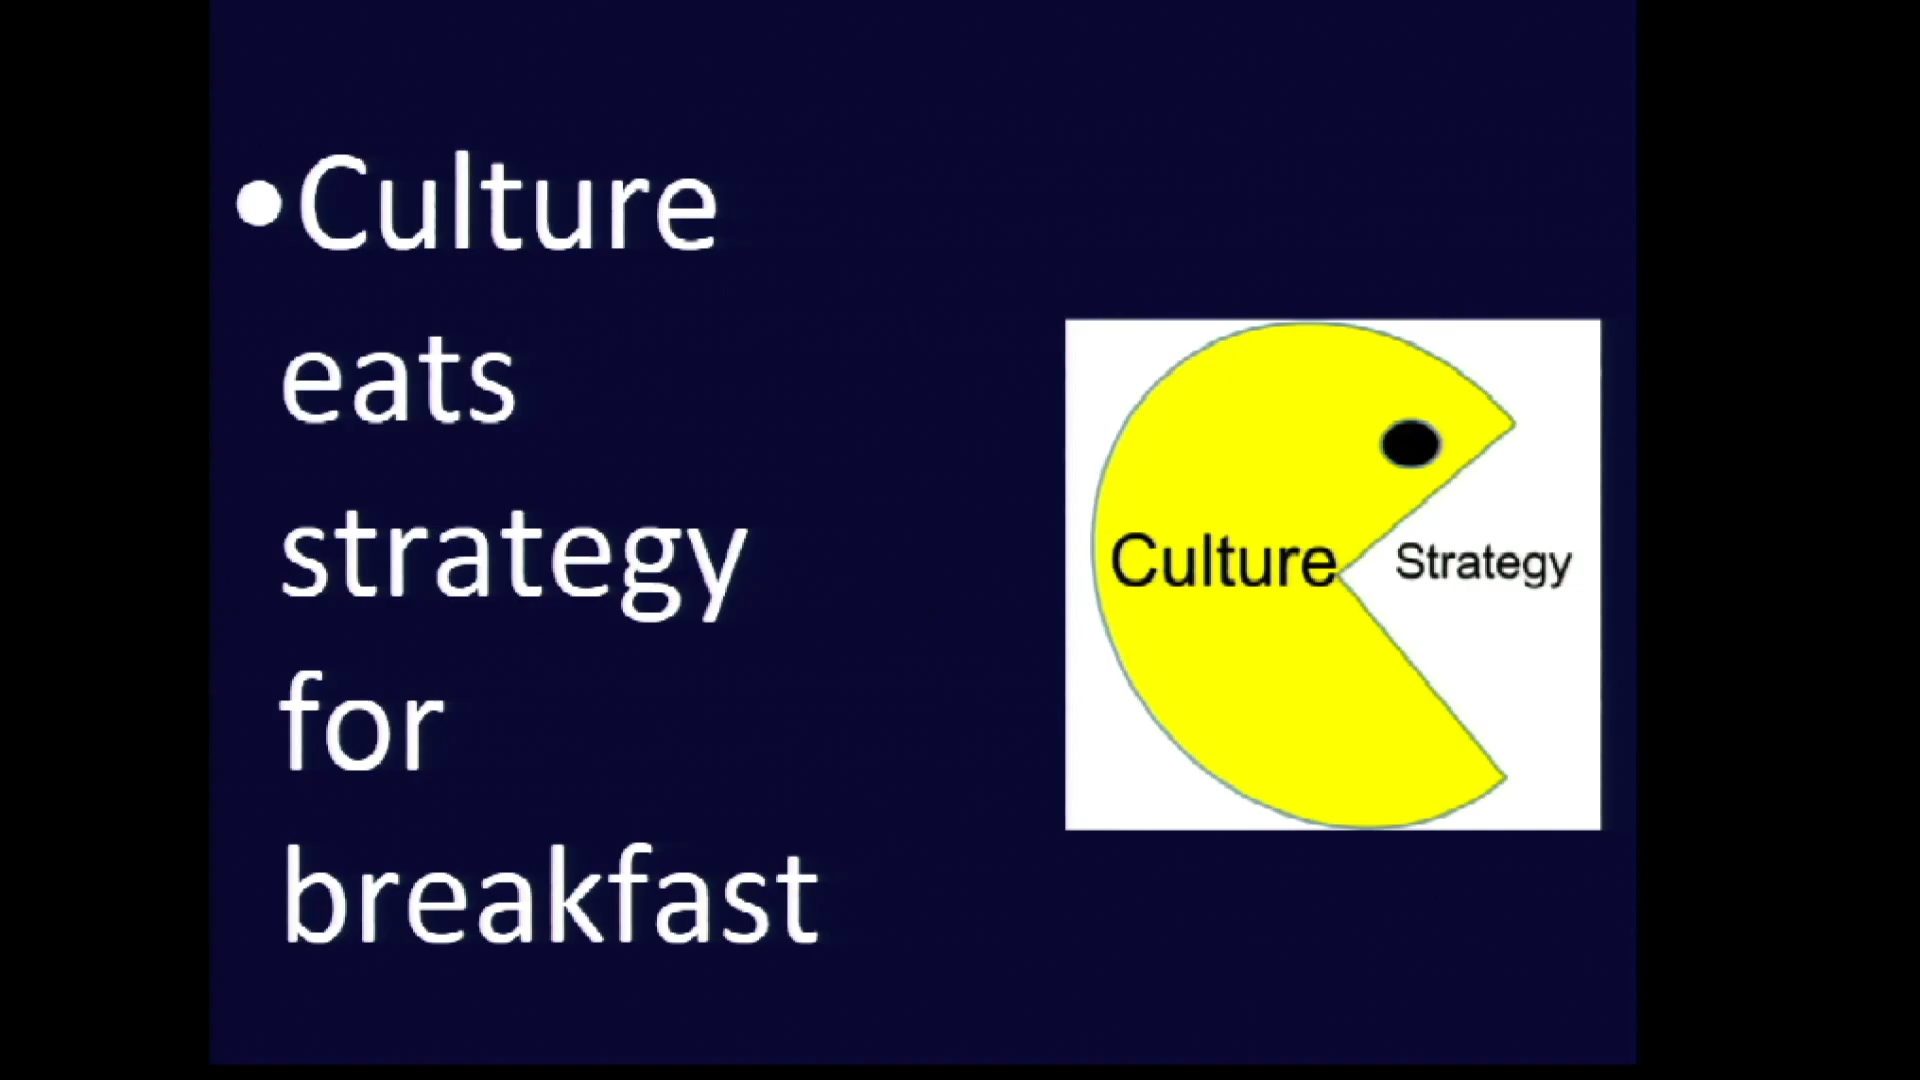 •Culture
eats
strategy
for
breakfast
Culture
Strategy